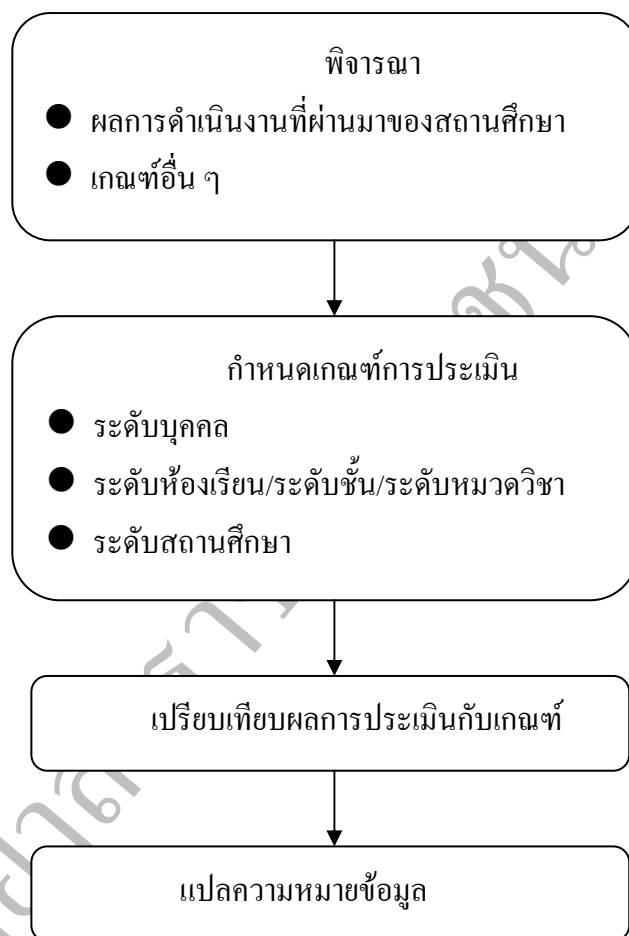 พิจารณา
● ผลการดำเนินงานที่ผ่านมาของสถานศึกษา
● เกณฑ์อื่น ๆ
กำหนดเกณฑ์การประเมิน
● ระดับบุคคล
● ระดับห้องเรียน/ระดับชั้น/ระดับหมวดวิชา
● ระดับสถานศึกษา
เปรียบเทียบผลการประเมินกับเกณฑ์
แปลความหมายข้อมูล